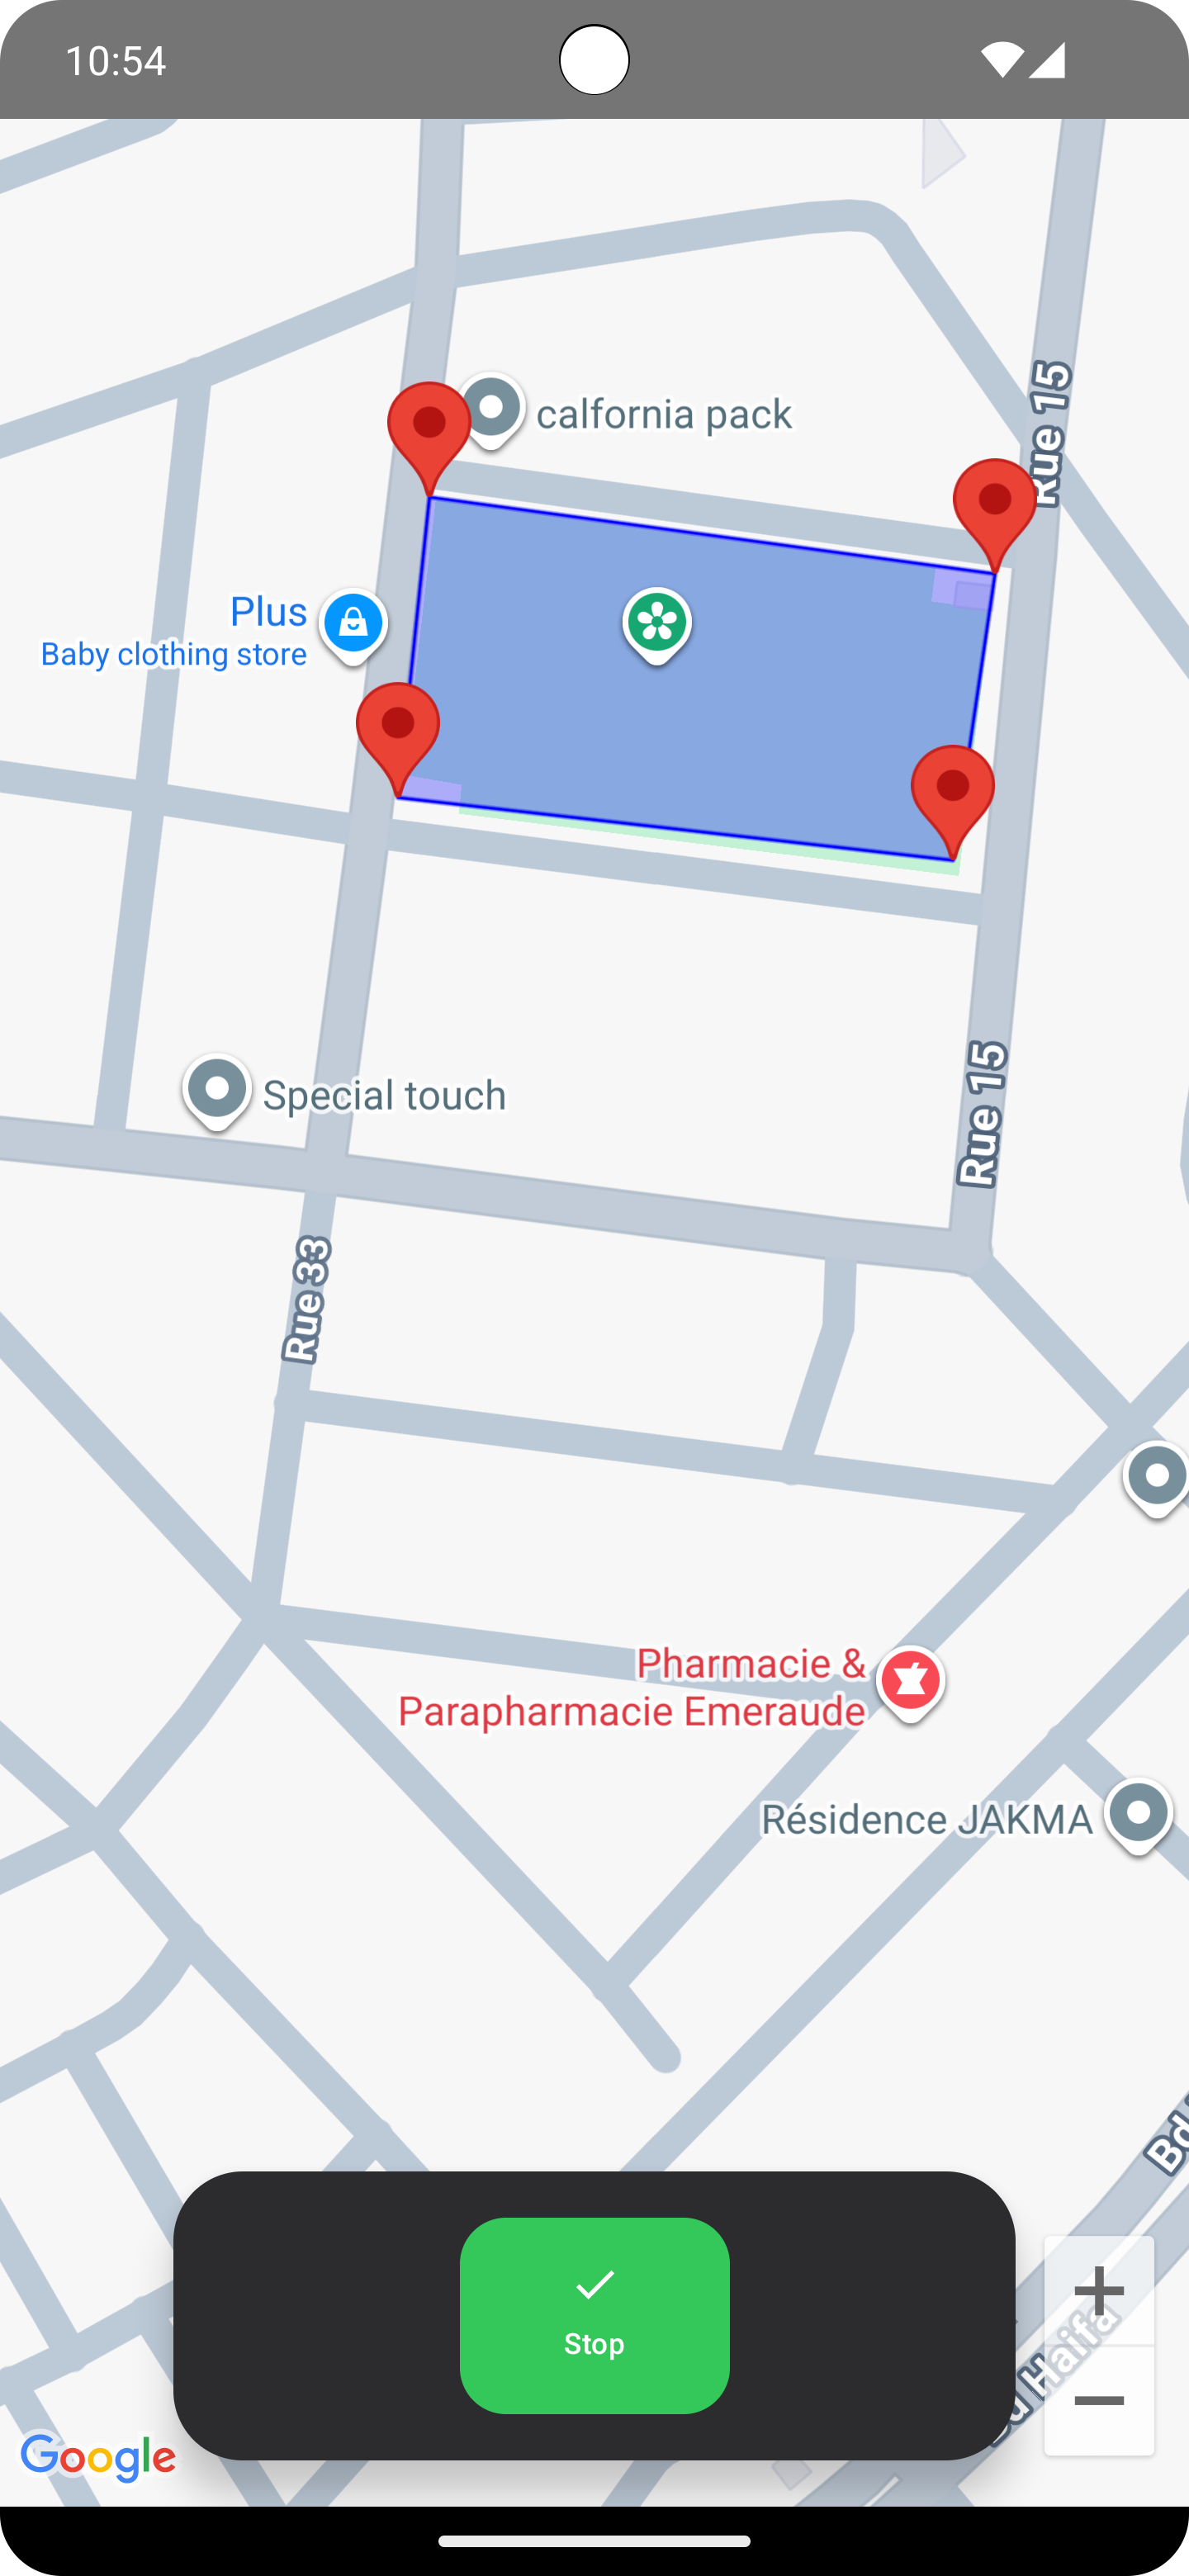 10:54
calfornia pack
Rue 15
Plus
Baby clothing store
Special touch
Rue 15
Rue 33
Pharmacie &
Parapharmacie Emeraude
Résidence JAKMA
Bd
Stop
Bd Haifa
Google